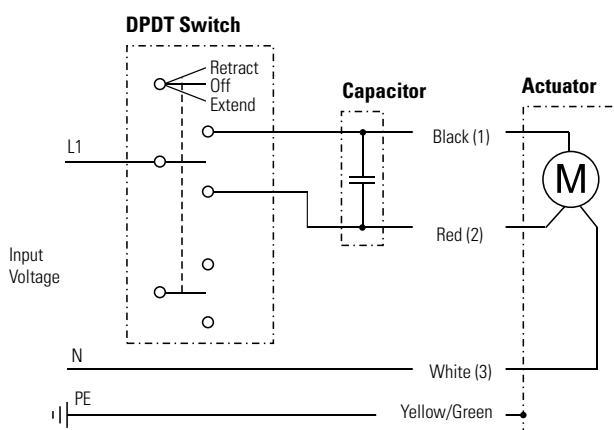 DPDT Switch
Retract
Off
Extend
Capacitor
Actuator
L1
Black (1)
M
Red (2)
Input
Voltage
N
White (3)
PE
Yellow/Green